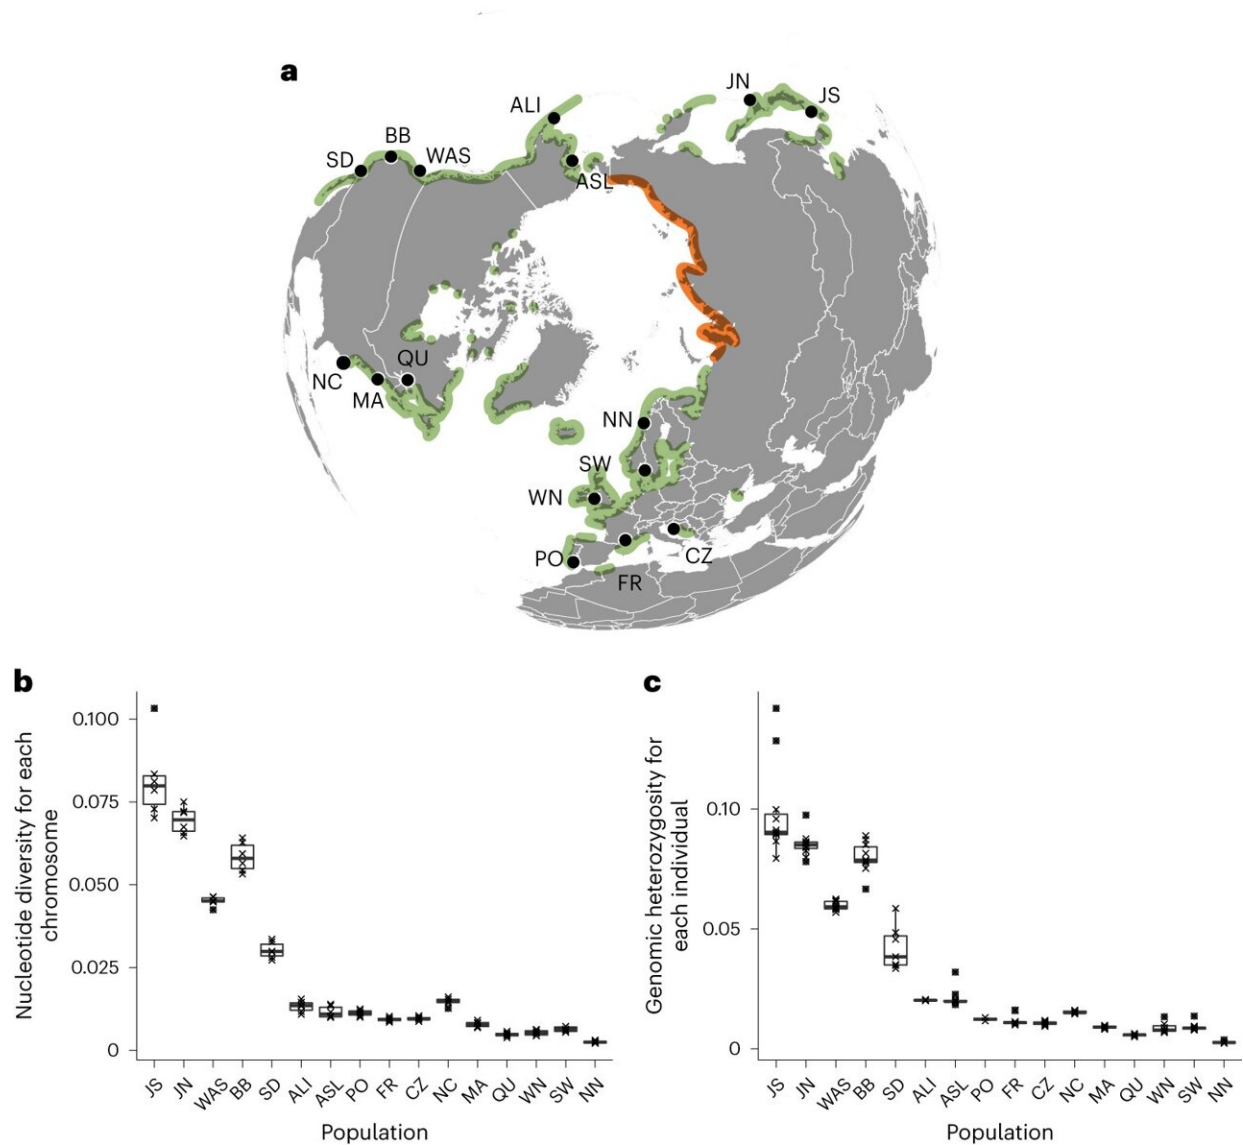 a
ALI
JN
JS
BB
SD
WAS
ASL
QU
NC
MA
NN
SW
WN
PO
CZ
FR
b
Nucleotide diversity for each
chromosome
0.100
0.075
0.050
0.025
0
JS JN WAS BB SD ALI ASL PO FR CZ NC MA QU WN SW NN
Population
c
Genomic heterozygosity for
each individual
0.10
0.05
0
JS JN WAS BB SD ALI ASL PO FR CZ NC MA QU WN SW NN
Population